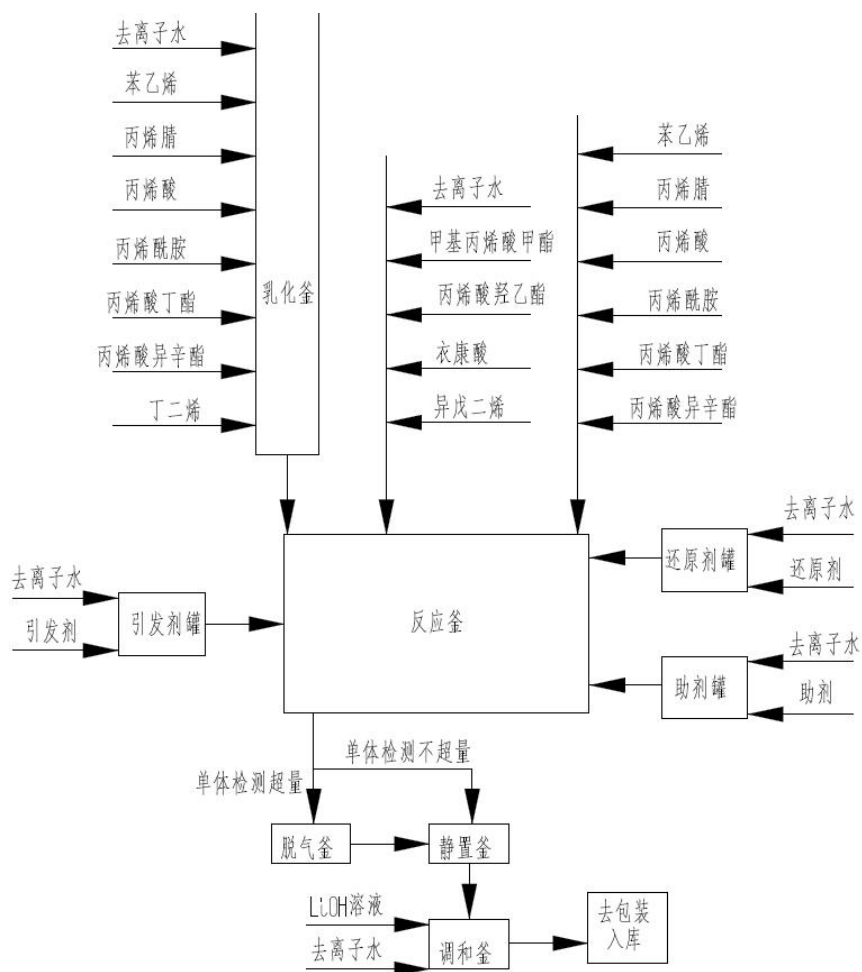 去离子水
苯乙烯
丙烯腈
丙烯酸
丙烯酰胺
丙烯酸丁酯
丙烯酸异辛酯
丁二烯
乳化釜
去离子水
甲基丙烯酸甲酯
丙烯酸羟乙酯
衣康酸
异戊二烯
苯乙烯
丙烯腈
丙烯酸
丙烯酰胺
丙烯酸丁酯
丙烯酸异辛酯
去离子水
引发剂
引发剂罐
反应釜
去离子水
还原剂
还原剂罐
去离子水
助剂
助剂罐
单体检测不超量
单体检测超量
脱气釜
静置釜
LiOH溶液
去离子水
调和釜
去包装
入库